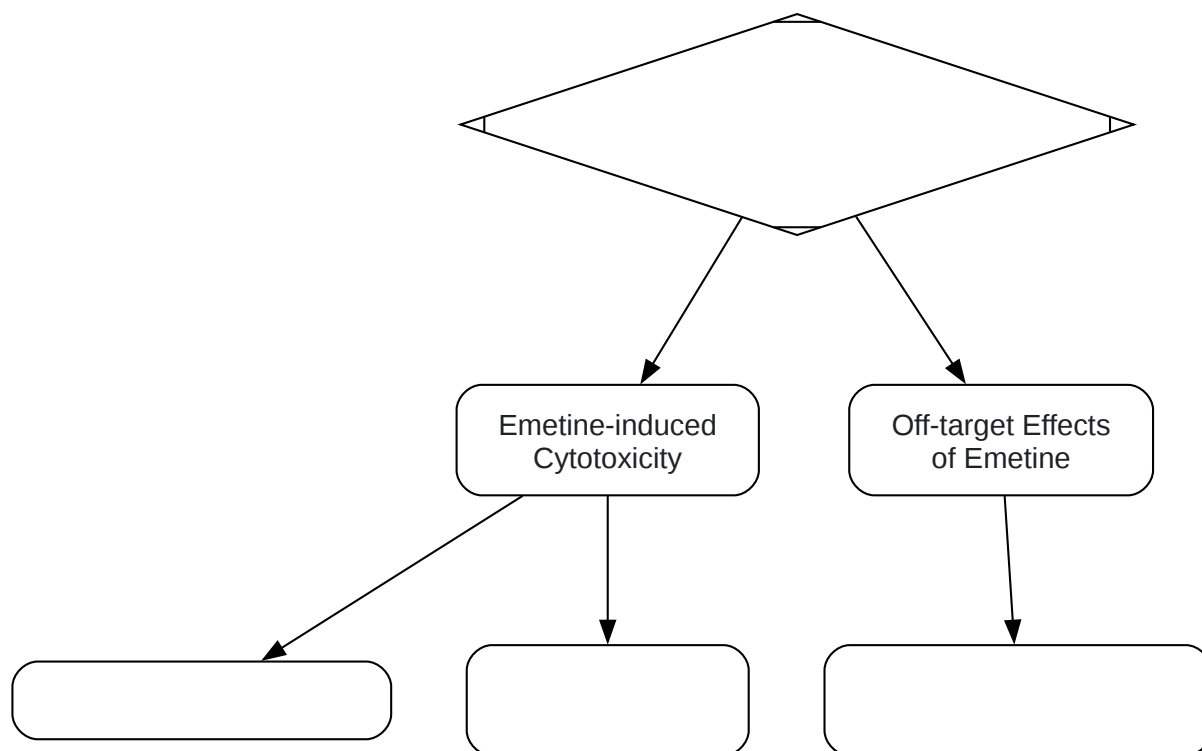 Emetine-induced
Cytotoxicity
Off-target Effects
of Emetine